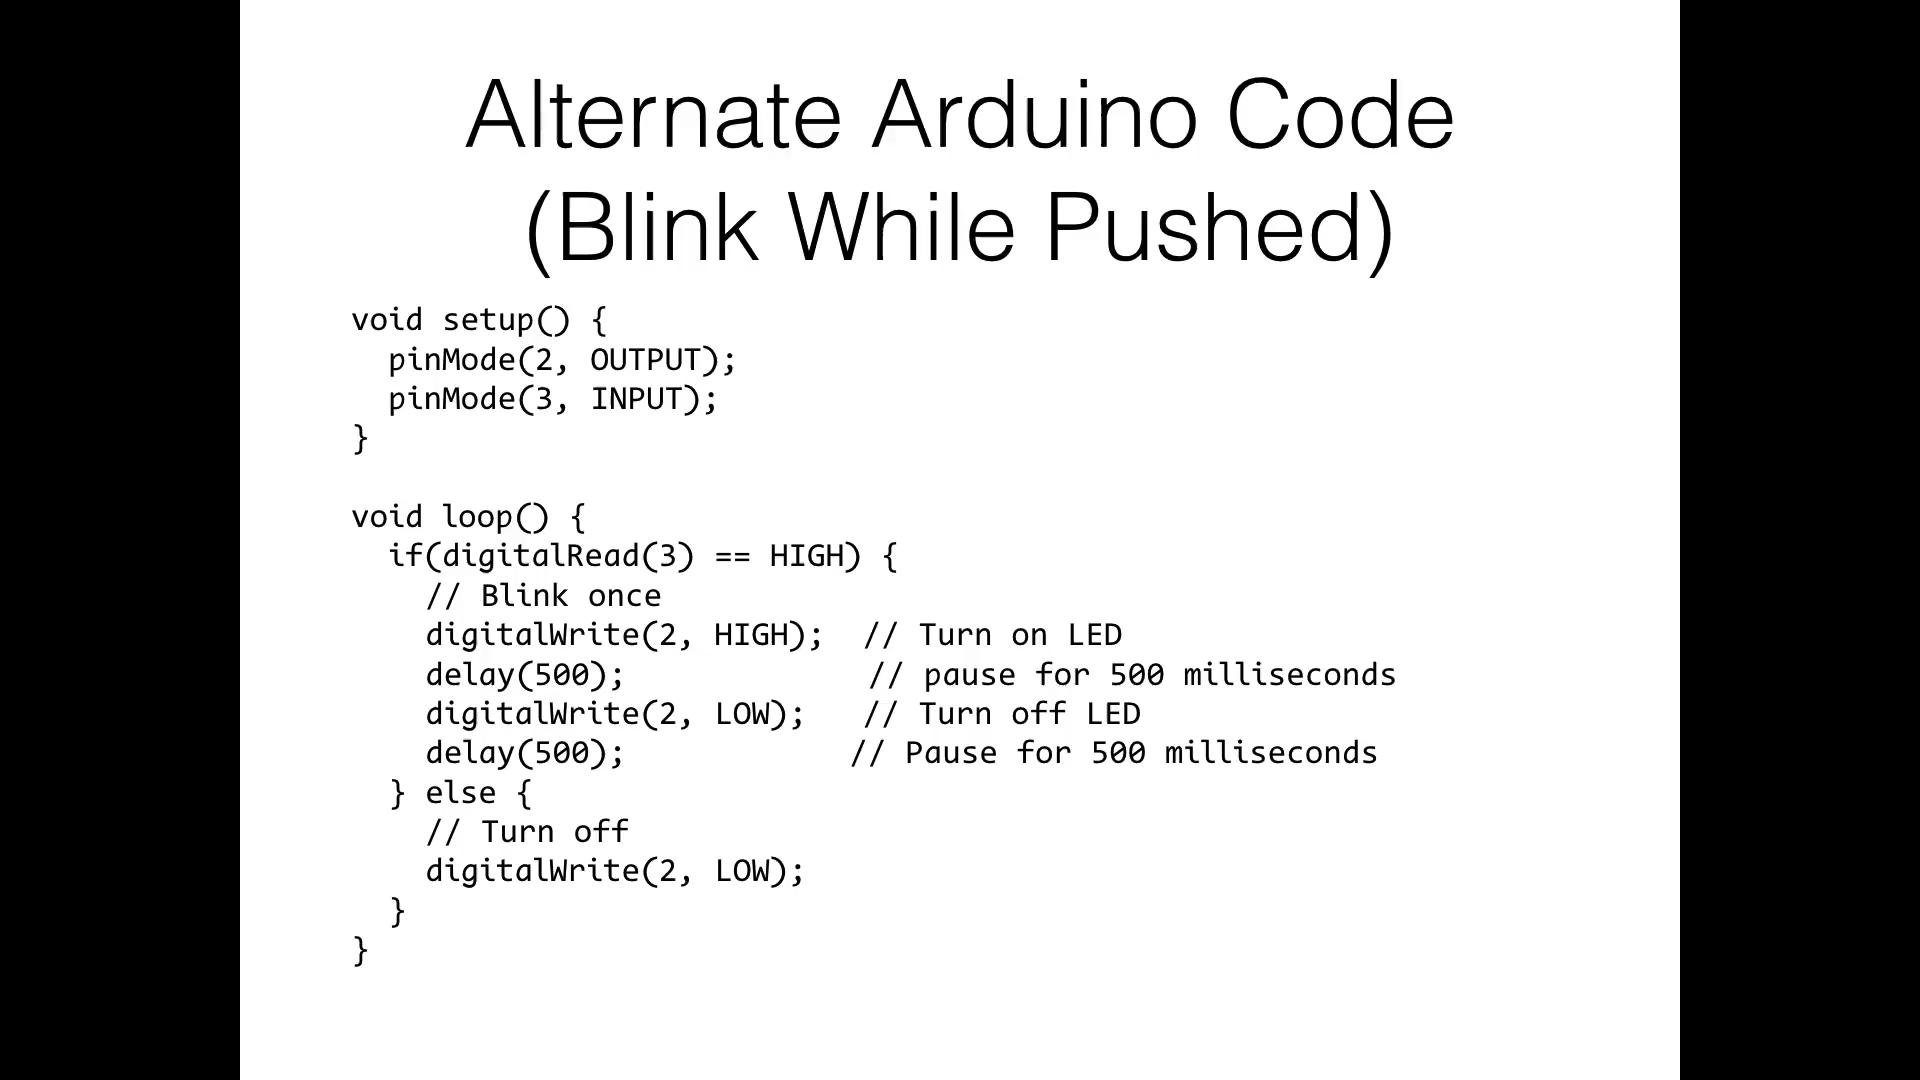 Alternate Arduino Code
(Blink While Pushed)
void setup() {
  pinMode(2, OUTPUT);
  pinMode(3, INPUT);
}
void loop() {
  if(digitalRead(3) == HIGH) {
    // Blink once
    digitalWrite(2, HIGH);  // Turn on LED
    delay(500);             // pause for 500 milliseconds
    digitalWrite(2, LOW);   // Turn off LED
    delay(500);            // Pause for 500 milliseconds
  } else {
    // Turn off
    digitalWrite(2, LOW);
  }
}